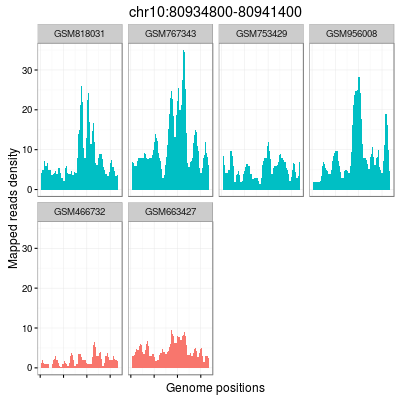 chr10:80934800-80941400
GSM818031 GSM767343 GSM753429 GSM956008
30
20
10
0
GSM466732 GSM663427
30
20
10
0
Mapped reads density
Genome positions